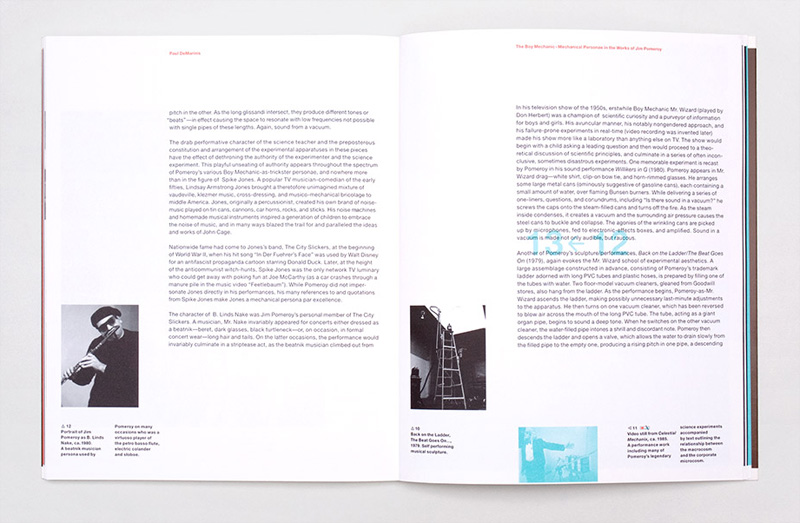 Paul DeMarinis
pitch in the other. As the long glissandi intersect, they produce different tones or
"beats"—in effect causing the space to resonate with low frequencies not possible
with single pipes of these lengths. Again, sound from a vacuum.
The drab performative character of the science teacher and the preposterous
constitution and arrangement of the experimental apparatuses in these pieces
have the effect of dethroning the authority of the experimenter and the science
experiment. This playful unseating of authority appears throughout the spectrum
of Pomeroy's various Boy Mechanic-as-trickster personae, and nowhere more
than in the figure of Spike Jones. A popular TV musician-comedian of the early
fifties, Lindsay Armstrong Jones brought a theretofore unimagined mixture of
vaudeville, klezmer music, cross-dressing, and musico-mechanical bricolage to
middle America. Jones, originally a percussionist, created his own brand of noise-
music played on tin cans, cannons, car horns, rocks, and sticks. His noise machines
and homemade musical instruments inspired a generation of children to embrace
the noise of music, and in many ways blazed the trail for and paralleled the ideas
and works of John Cage.
Nationwide fame had come to Jones's band, The City Slickers, at the beginning
of World War II, when his hit song "In Der Fuehrer's Face" was used by Walt Disney
for an antifascist propaganda cartoon starring Donald Duck. Later, at the height
of the anticommunist witch-hunts, Spike Jones was the only network TV luminary
who could get away with poking fun at Joe McCarthy (as a car crashes through a
manure pile in the music video "Feetlebaum"). While Pomeroy did not imper-
sonate Jones directly in his performances, his many references to and quotations
from Spike Jones make Jones a mechanical persona par excellence.
The character of B. Linds Nake was Jim Pomeroy's personal member of The City
Slickers. A musician, Mr. Nake invariably appeared for concerts either dressed as
a beatnik—beret, dark glasses, black turtleneck—or, on occasion, in formal
concert wear—long hair and tails. On the latter occasions, the performance would
invariably culminate in a striptease act, as the beatnik musician climbed out from
△ 12
Portrait of Jim
Pomeroy as B. Linds
Nake, ca. 1980.
A beatnik musician
persona used by
Pomeroy on many
occasions who was a
virtuoso player of
the petro basso flute,
electric colander
and oboboe.
The Boy Mechanic—Mechanical Personae in the Works of Jim Pomeroy
In his television show of the 1950s, erstwhile Boy Mechanic Mr. Wizard (played by
Don Herbert) was a champion of scientific curiosity and a purveyor of information
for boys and girls. His avuncular manner, his notably nongendered approach, and
his failure-prone experiments in real-time (video recording was invented later)
made his show more like a laboratory than anything else on TV. The show would
begin with a child asking a leading question and then would proceed to a theo-
retical discussion of scientific principles, and culminate in a series of often incon-
clusive, sometimes disastrous experiments. One memorable experiment is recast
by Pomeroy in his sound performance Willikers in G (1980). Pomeroy appears in Mr.
Wizard drag—white shirt, clip-on bow tie, and horn-rimmed glasses. He arranges
some large metal cans (ominously suggestive of gasoline cans), each containing a
small amount of water, over flaming Bunsen burners. While delivering a series of
one-liners, questions, and conundrums, including "Is there sound in a vacuum?" he
screws the caps onto the steam-filled cans and turns off the fire. As the steam
inside condenses, it creates a vacuum and the surrounding air pressure causes the
steel cans to buckle and collapse. The agonies of the wrinkling cans are picked
up by microphones, fed to electronic effects boxes, and amplified. Sound in a
vacuum is made not only audible, but raucous.
13 ← 12
Another of Pomeroy's sculpture/performances, Back on the Ladder/The Beat Goes
On (1979), again evokes the Mr. Wizard school of experimental aesthetics. A
large assemblage constructed in advance, consisting of Pomeroy's trademark
ladder adorned with long PVC tubes and plastic hoses, is prepared by filling one of
the tubes with water. Two floor-model vacuum cleaners, gleaned from Goodwill
stores, also hang from the ladder. As the performance begins, Pomeroy-as-Mr.
Wizard ascends the ladder, making possibly unnecessary last-minute adjustments
to the apparatus. He then turns on one vacuum cleaner, which has been reversed
to blow air across the mouth of the long PVC tube. The tube, acting as a giant
organ pipe, begins to sound a deep tone. When he switches on the other vacuum
cleaner, the water-filled pipe intones a shrill and discordant note. Pomeroy then
descends the ladder and opens a valve, which allows the water to drain slowly from
the filled pipe to the empty one, producing a rising pitch in one pipe, a descending
△ 10
Back on the Ladder,
The Beat Goes On...,
1979. Self performing
musical sculpture.
◁ 11
Video still from Celestial
Mechanix, ca. 1985.
A performance work
including many of
Pomeroy's legendary
science experiments
accompanied
by text outlining the
relationship between
the macrocosm
and the corporate
microcosm.